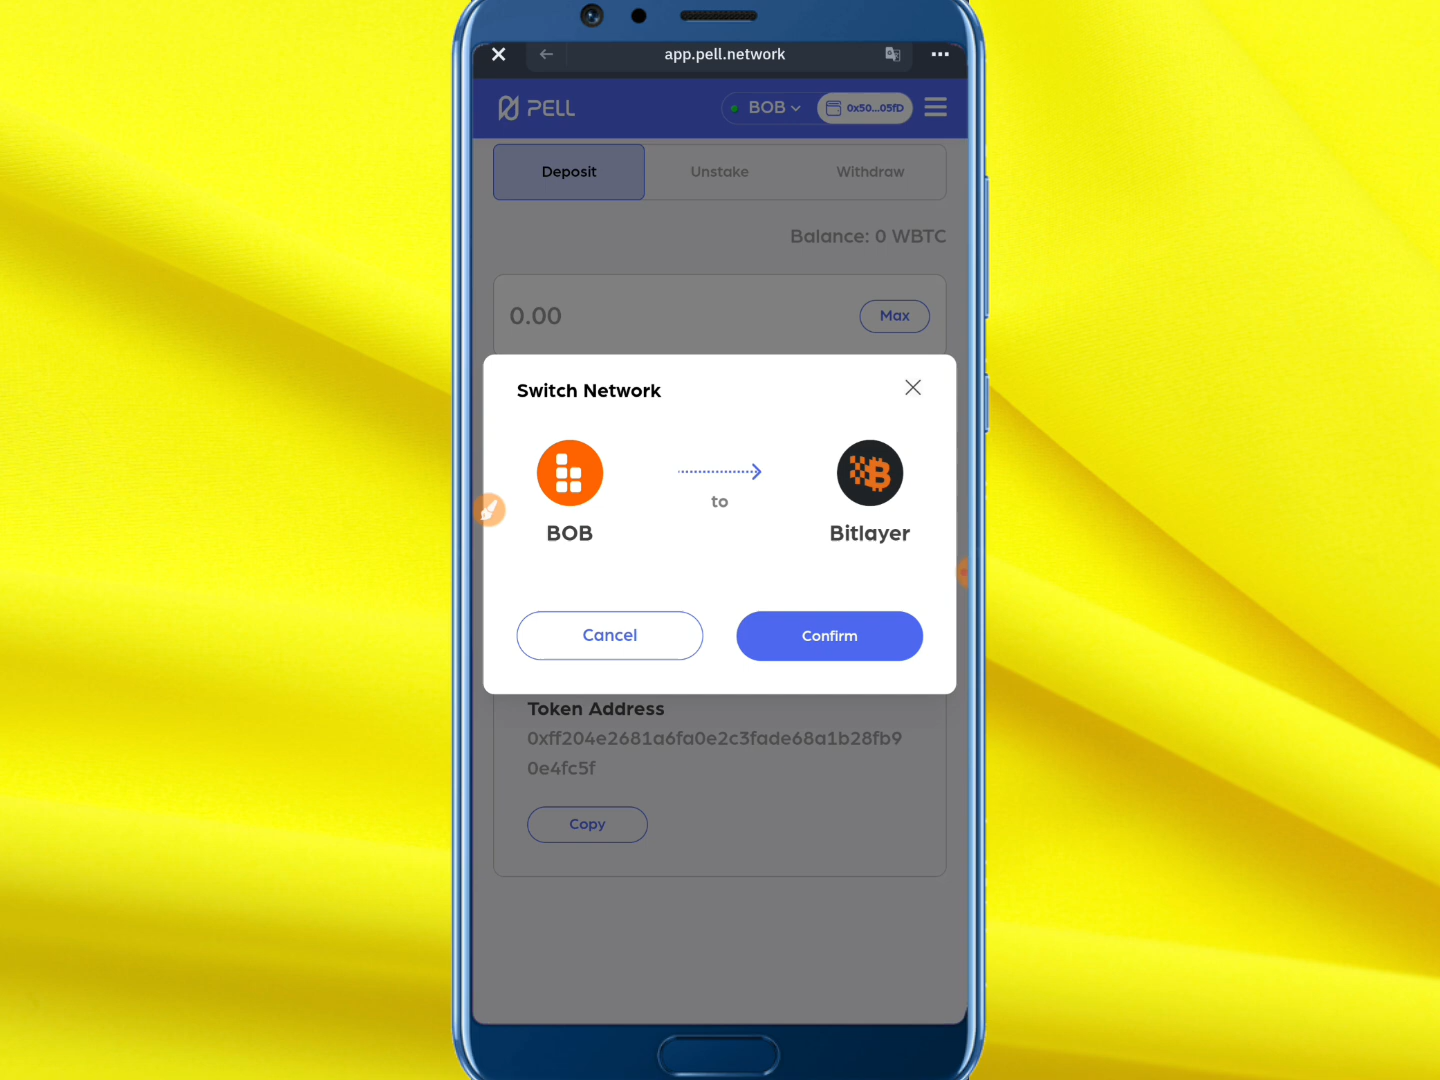 app.pell.network
PELL
BOB
0x50...05fD
Deposit
Unstake
Withdraw
Balance: 0 WBTC
0.00
Max
Switch Network
to
BOB
Bitlayer
Cancel
Confirm
Token Address
0xff204e2681a6fa0e2c3fade68a1b28fb9
0e4fc5f
Copy